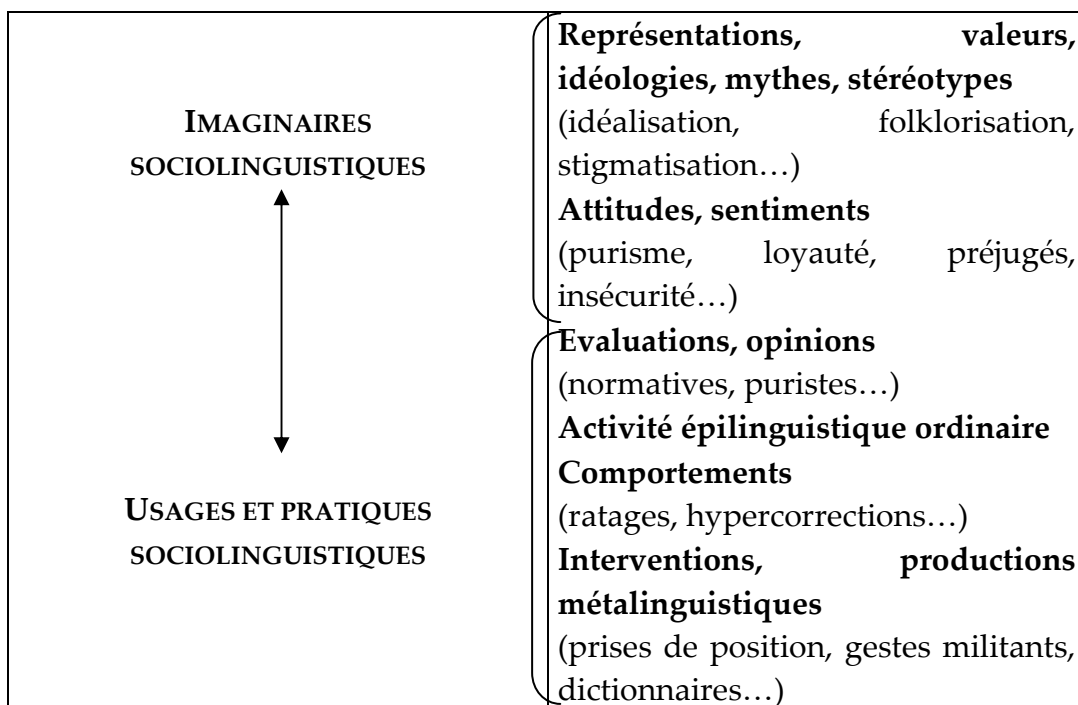 IMAGINAIRES
SOCIOLINGUISTIQUES
USAGES ET PRATIQUES
SOCIOLINGUISTIQUES
Représentations, valeurs,
idéologies, mythes, stéréotypes
(idéalisation, folklorisation,
stigmatisation…)
Attitudes, sentiments
(purisme, loyauté, préjugés,
insécurité…)
Evaluations, opinions
(normatives, puristes…)
Activité épilinguistique ordinaire
Comportements
(ratages, hypercorrections…)
Interventions, productions
métalinguistiques
(prises de position, gestes militants,
dictionnaires…)